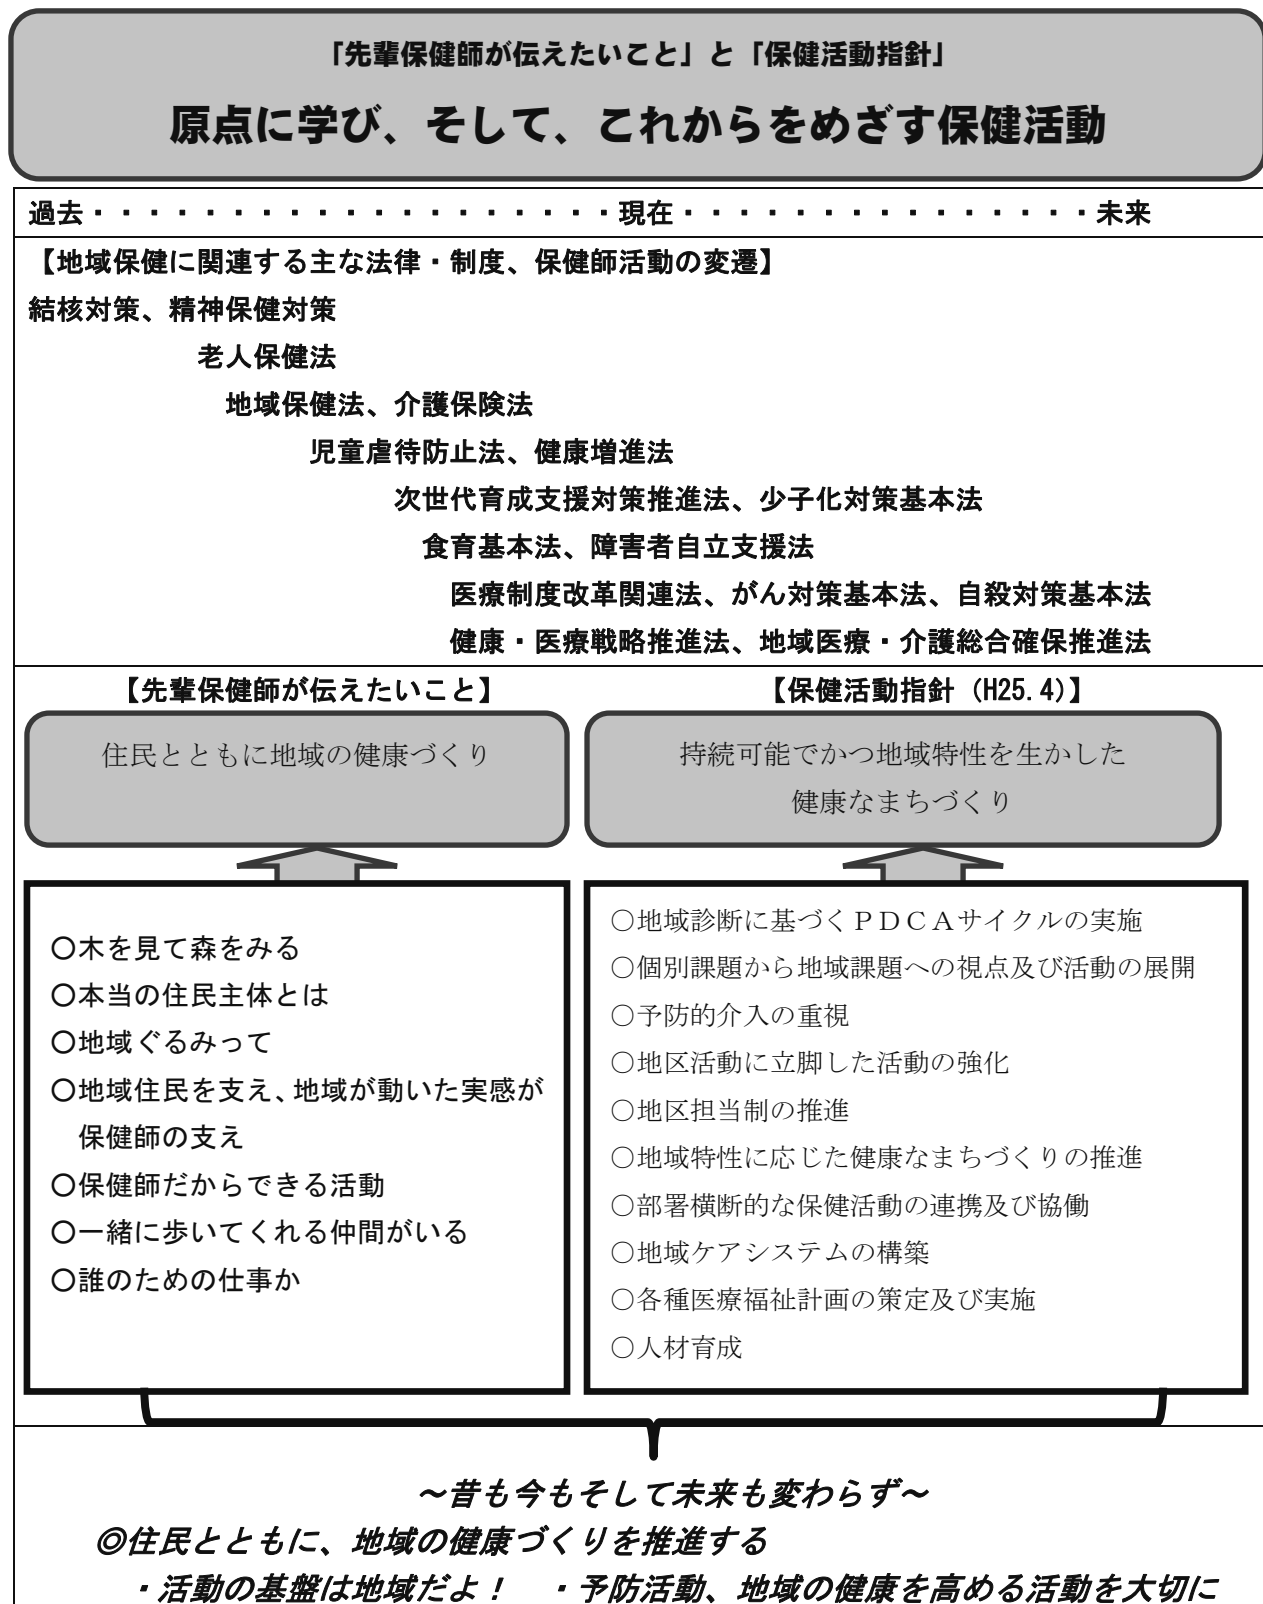 「先輩保健師が伝えたいこと」と「保健活動指針」
原点に学び、そして、これからをめざす保健活動
過去・・・・・・・・・・・・・・・・・・・現在・・・・・・・・・・・・・・・未来
【地域保健に関連する主な法律・制度、保健師活動の変遷】
結核対策、精神保健対策
老人保健法
地域保健法、介護保険法
児童虐待防止法、健康増進法
次世代育成支援対策推進法、少子化対策基本法
食育基本法、障害者自立支援法
医療制度改革関連法、がん対策基本法、自殺対策基本法
健康・医療戦略推進法、地域医療・介護総合確保推進法
【先輩保健師が伝えたいこと】
住民とともに地域の健康づくり
〇木を見て森をみる
〇本当の住民主体とは
〇地域ぐるみって
〇地域住民を支え、地域が動いた実感が
保健師の支え
〇保健師だからできる活動
〇一緒に歩いてくれる仲間がいる
〇誰のための仕事か
【保健活動指針（H25.4）】
持続可能でかつ地域特性を生かした
健康なまちづくり
○地域診断に基づくＰＤＣＡサイクルの実施
○個別課題から地域課題への視点及び活動の展開
○予防的介入の重視
○地区活動に立脚した活動の強化
○地区担当制の推進
○地域特性に応じた健康なまちづくりの推進
○部署横断的な保健活動の連携及び協働
○地域ケアシステムの構築
○各種医療福祉計画の策定及び実施
○人材育成
～昔も今もそして未来も変わらず～
◎住民とともに、地域の健康づくりを推進する
・活動の基盤は地域だよ！　・予防活動、地域の健康を高める活動を大切に